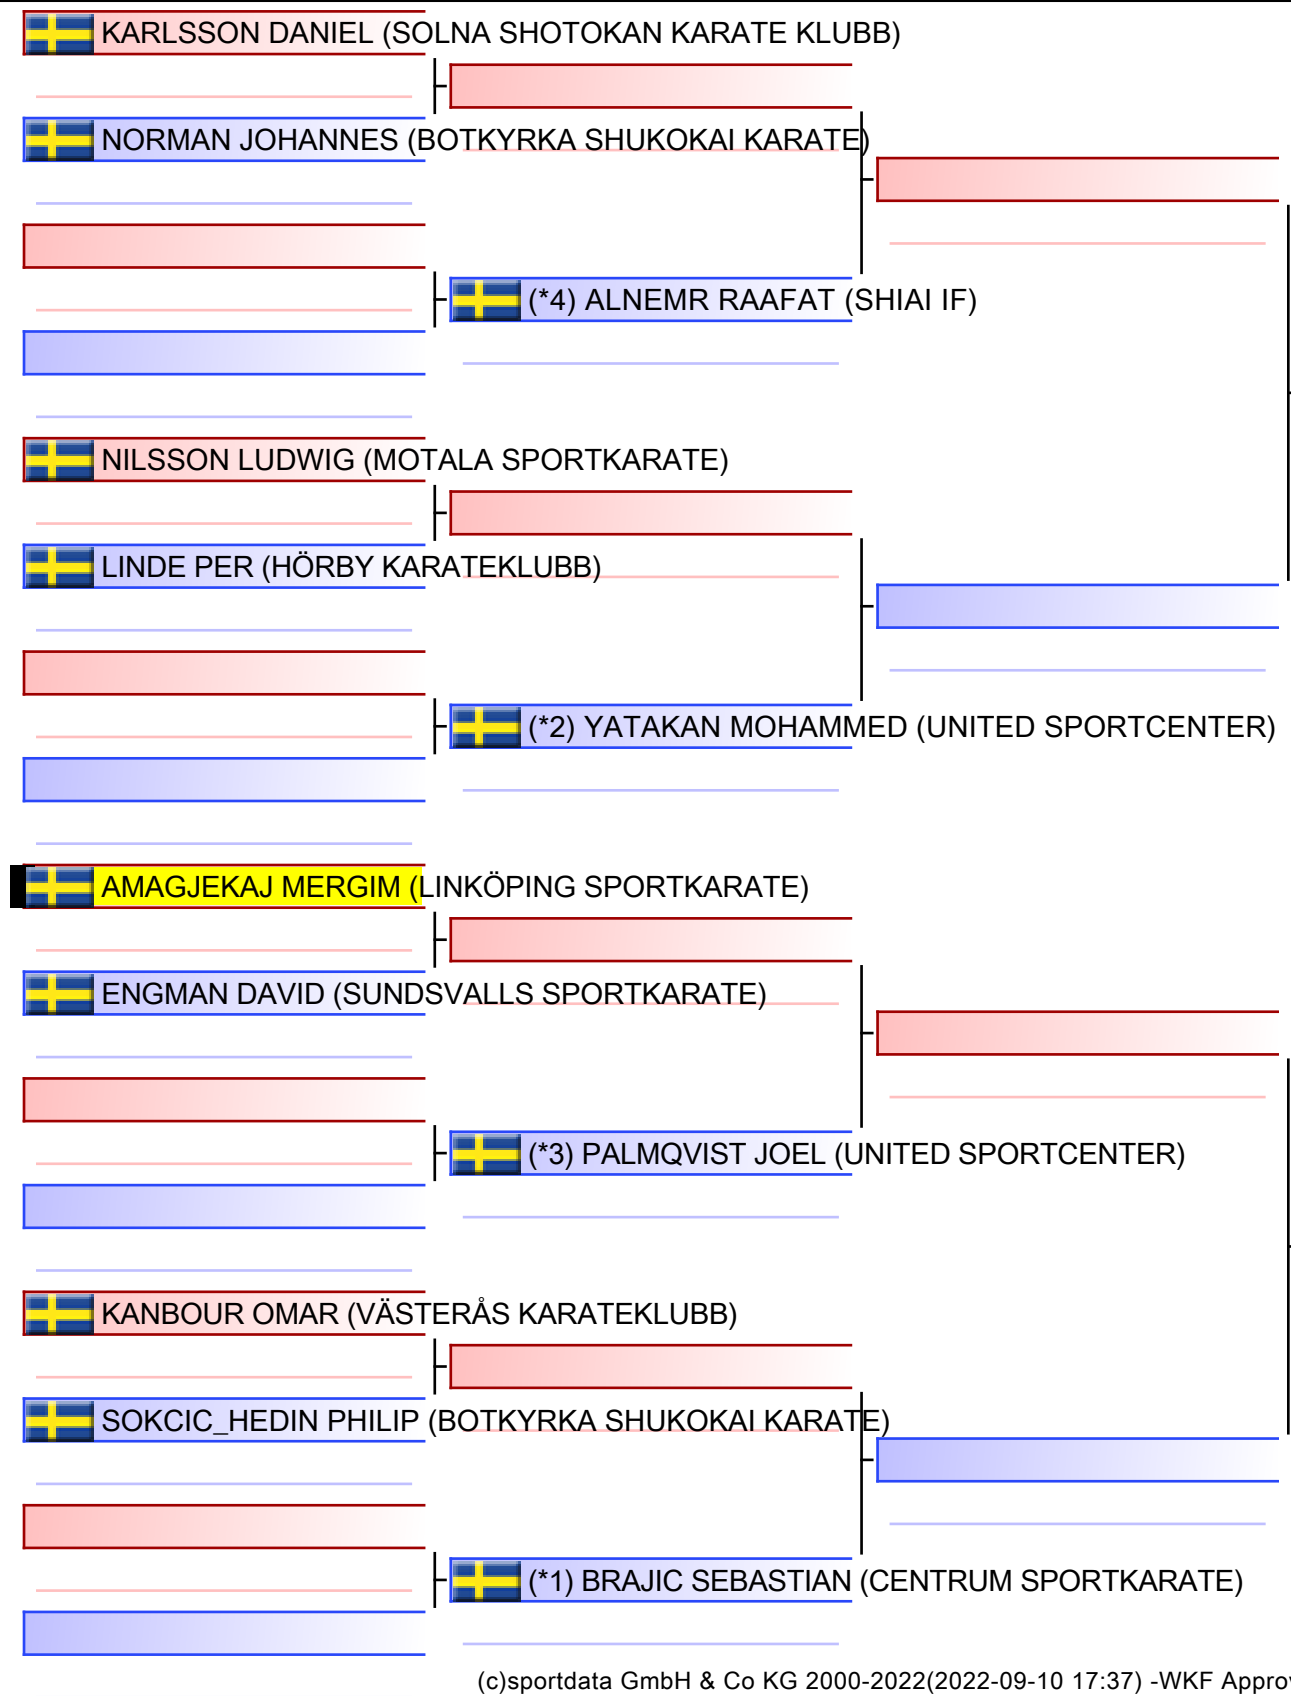 KARLSSON DANIEL (SOLNA SHOTOKAN KARATE KLUBB)
NORMAN JOHANNES (BOTKYRKA SHUKOKAI KARATE)
(*4) ALNEMR RAAFAT (SHIAI IF)
NILSSON LUDWIG (MOTALA SPORTKARATE)
LINDE PER (HÖRBY KARATEKLUBB)
(*2) YATAKAN MOHAMMED (UNITED SPORTCENTER)
AMAGJEKAJ MERGIM (LINKÖPING SPORTKARATE)
ENGMAN DAVID (SUNDSVALLS SPORTKARATE)
(*3) PALMQVIST JOEL (UNITED SPORTCENTER)
KANBOUR OMAR (VÄSTERÅS KARATEKLUBB)
SOKCIC_HEDIN PHILIP (BOTKYRKA SHUKOKAI KARATE)
(*1) BRAJIC SEBASTIAN (CENTRUM SPORTKARATE)
(c)sportdata GmbH & Co KG 2000-2022(2022-09-10 17:37) -WKF Approv